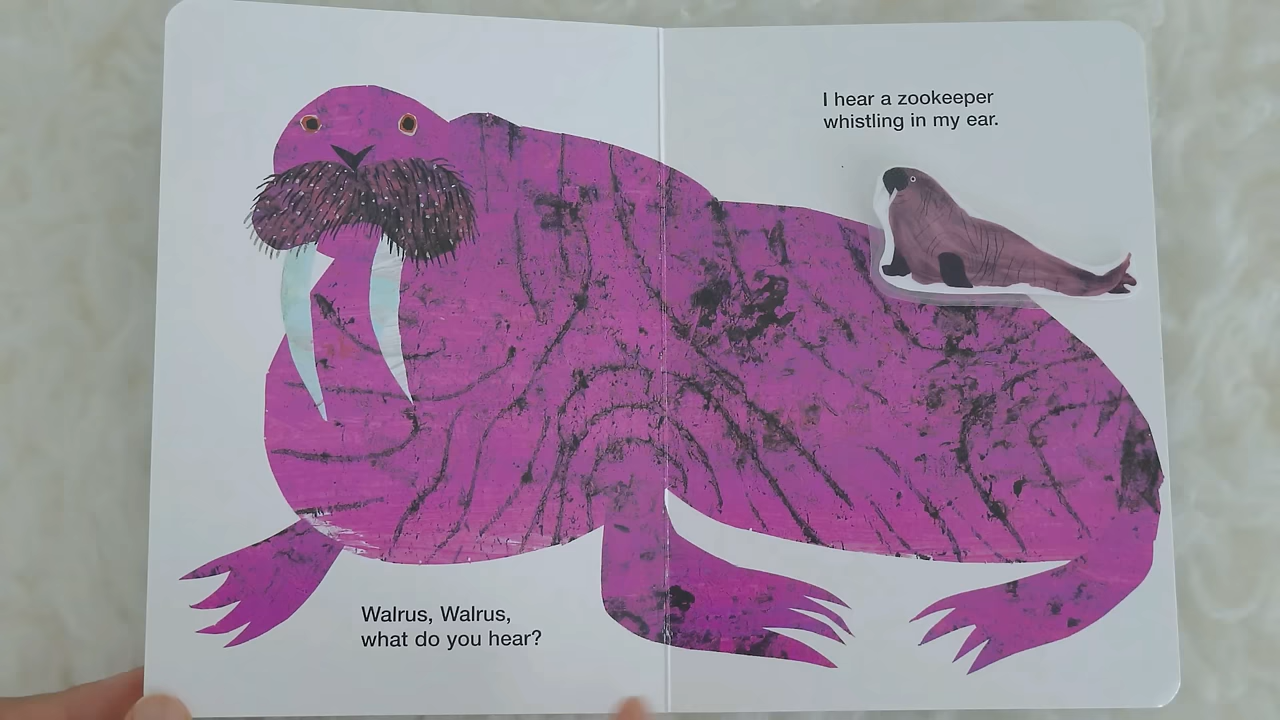 Walrus, Walrus,
what do you hear?
I hear a zookeeper
whistling in my ear.